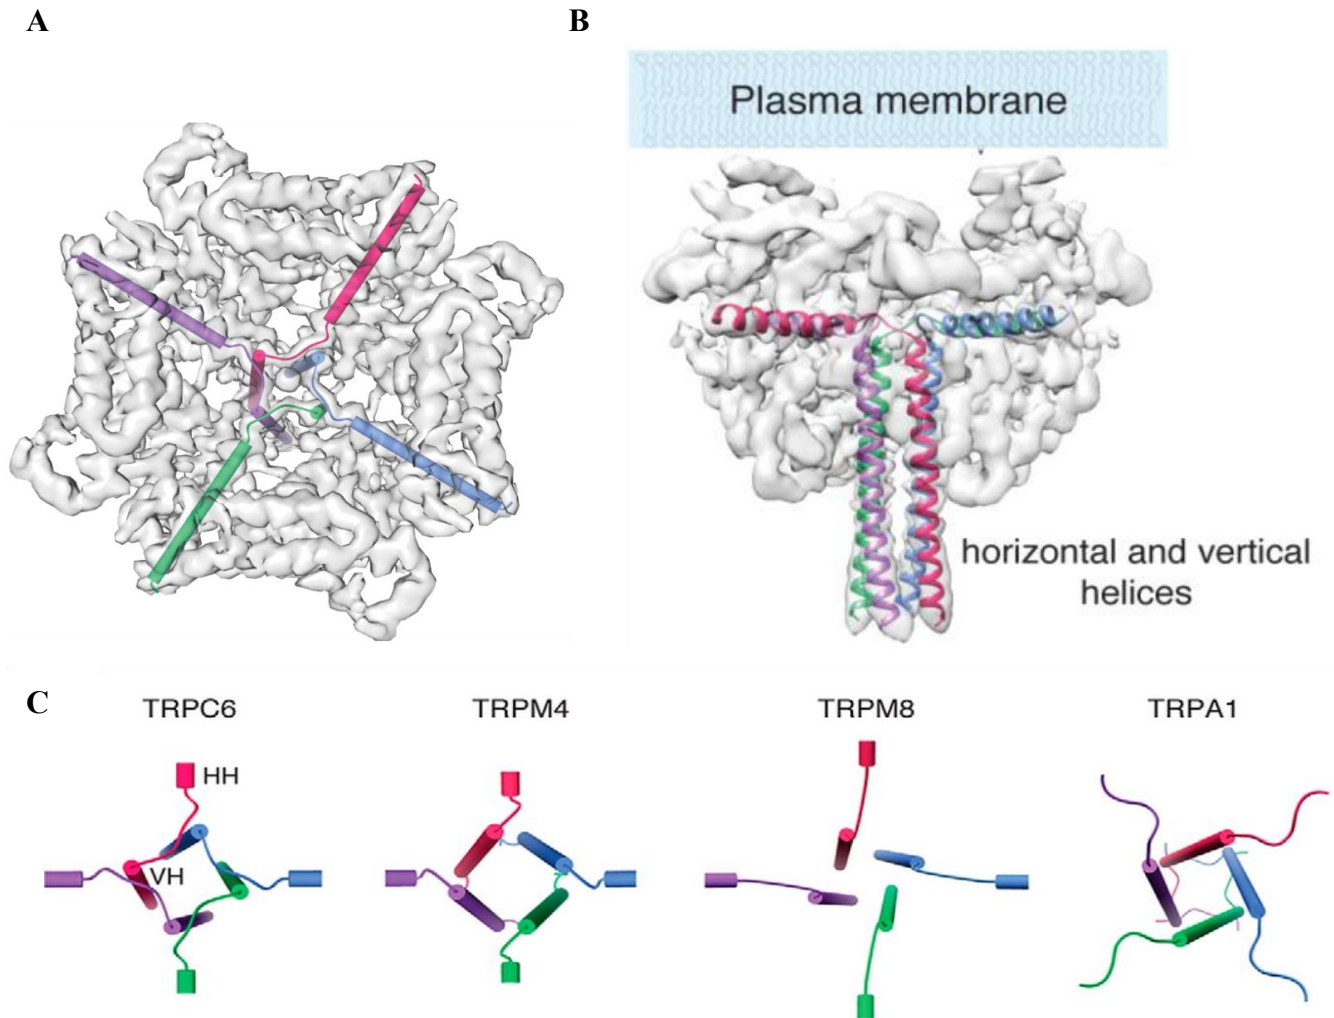 A
B
Plasma membrane
horizontal and vertical
helices
C
TRPC6
TRPM4
TRPM8
TRPA1
HH
VH